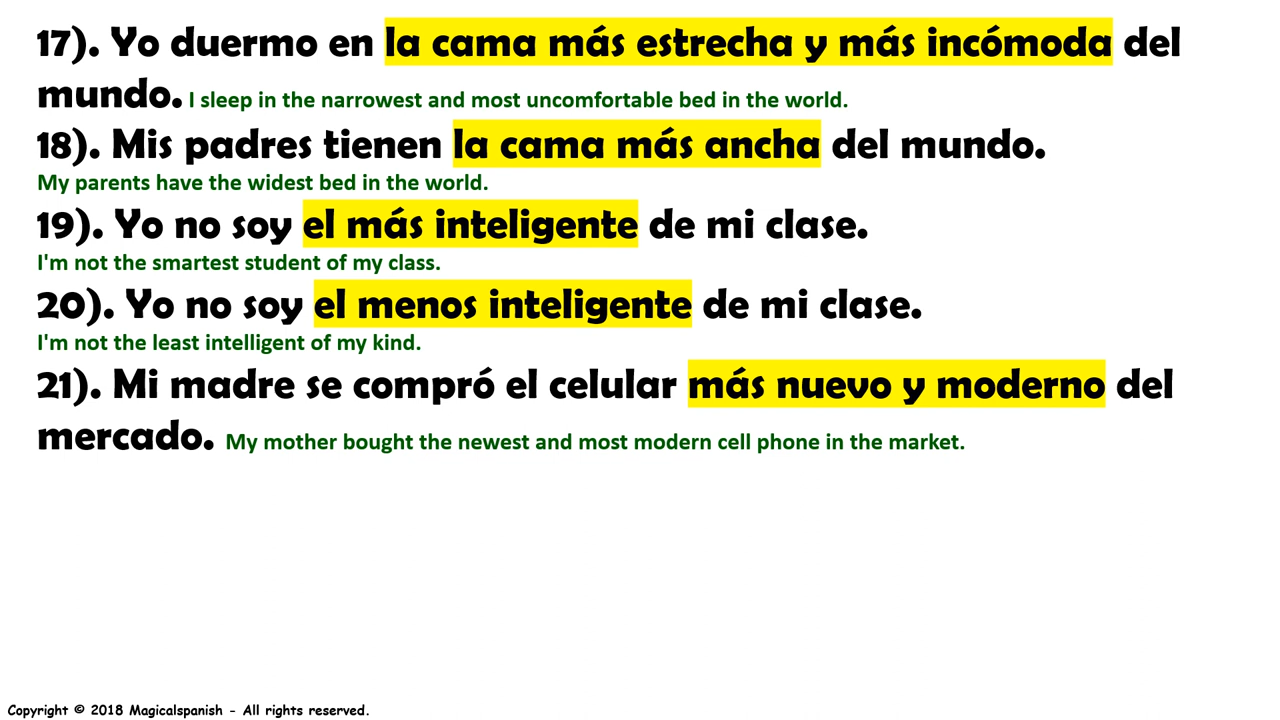 17). Yo duermo en la cama más estrecha y más incómoda del
mundo. I sleep in the narrowest and most uncomfortable bed in the world.
18). Mis padres tienen la cama más ancha del mundo.
My parents have the widest bed in the world.
19). Yo no soy el más inteligente de mi clase.
I'm not the smartest student of my class.
20). Yo no soy el menos inteligente de mi clase.
I'm not the least intelligent of my kind.
21). Mi madre se compró el celular más nuevo y moderno del
mercado. My mother bought the newest and most modern cell phone in the market.
Copyright © 2018 Magicalspanish - All rights reserved.